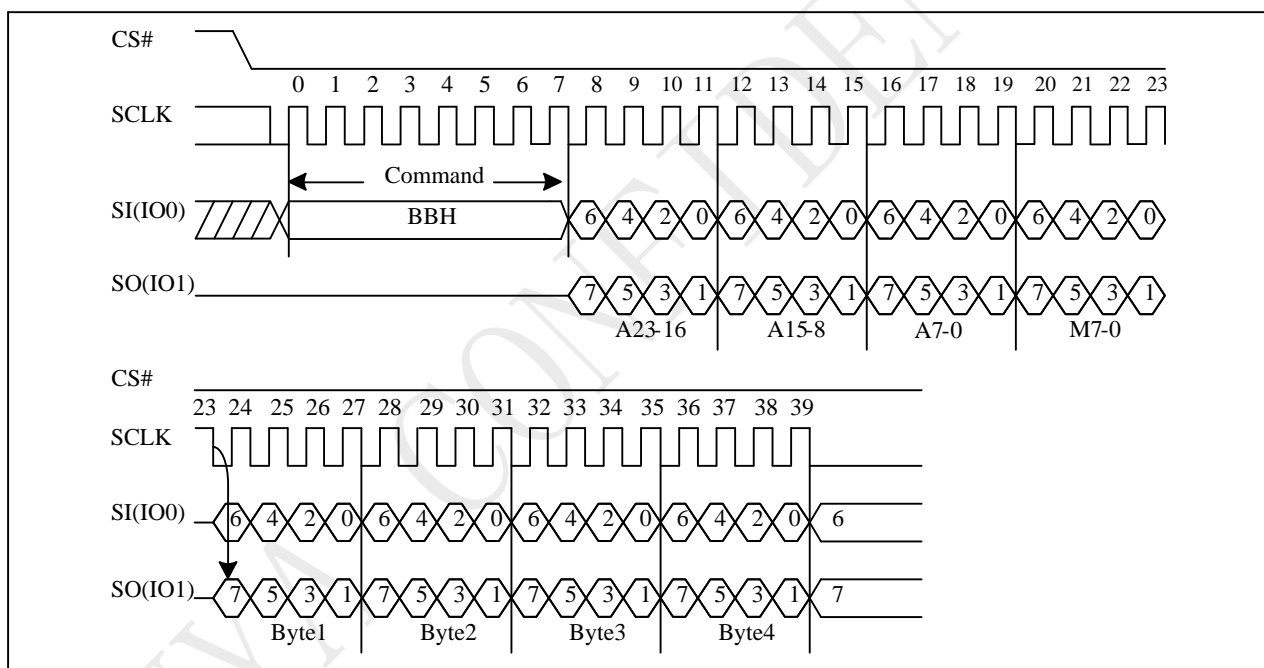 CS#
0 1 2 3 4 5 6 7 8 9 10 11 12 13 14 15 16 17 18 19 20 21 22 23
SCLK
Command
SI(IO0) BBH 6 4 2 0 6 4 2 0 6 4 2 0 6 4 2 0
SO(IO1) 7 5 3 1 7 5 3 1 7 5 3 1 7 5 3 1
A23-16 A15-8 A7-0 M7-0
CS#
23 24 25 26 27 28 29 30 31 32 33 34 35 36 37 38 39
SCLK
SI(IO0) 6 4 2 0 6 4 2 0 6 4 2 0 6 4 2 0 6
SO(IO1) 7 5 3 1 7 5 3 1 7 5 3 1 7 5 3 1 7
Byte1 Byte2 Byte3 Byte4